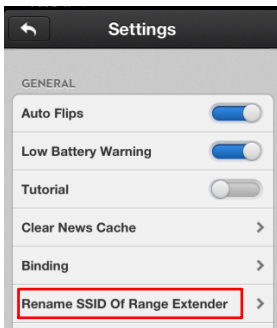 Settings
GENERAL
Auto Flips
Low Battery Warning
Tutorial
Clear News Cache
Binding
Rename SSID Of Range Extender